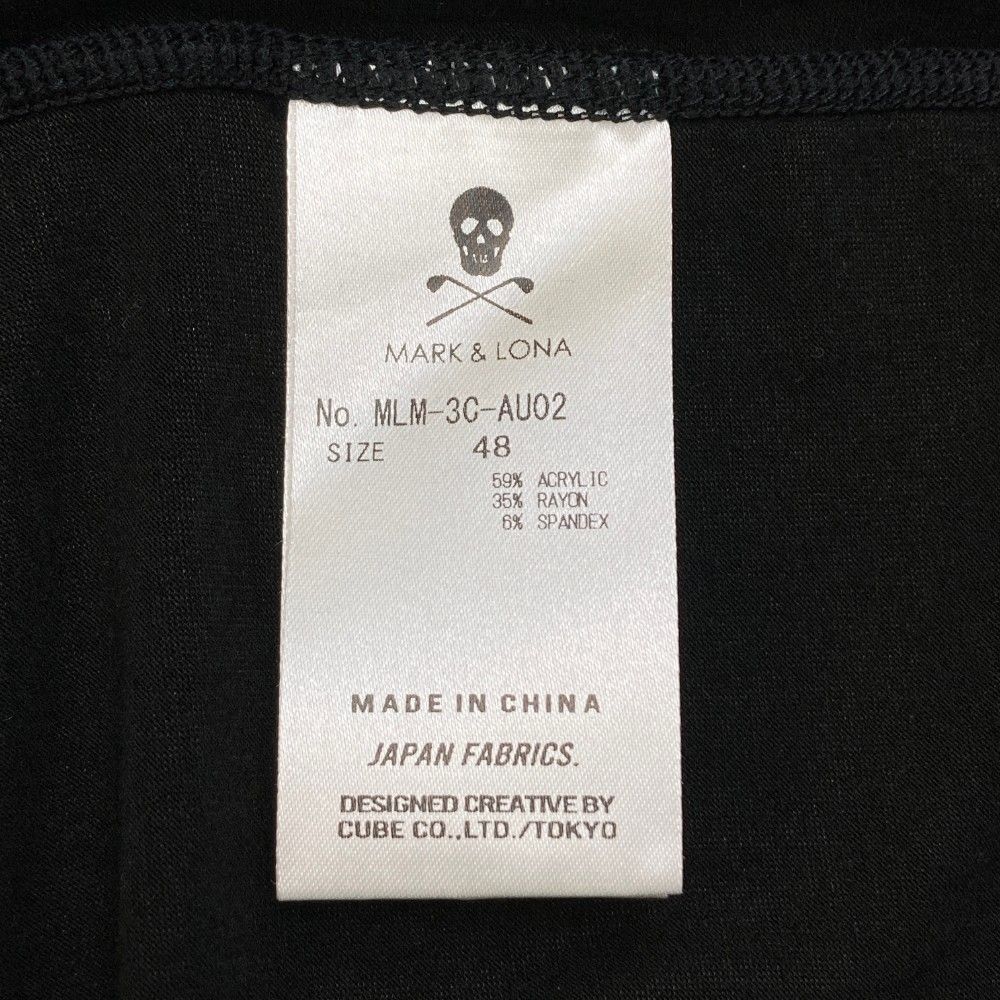 MARK & LONA
No. MLM-3C-AU02
SIZE 48
59% ACRYLIC
35% RAYON
6% SPANDEX
MADE IN CHINA
JAPAN FABRICS.
DESIGNED CREATIVE BY
CUBE CO.,LTD./TOKYO